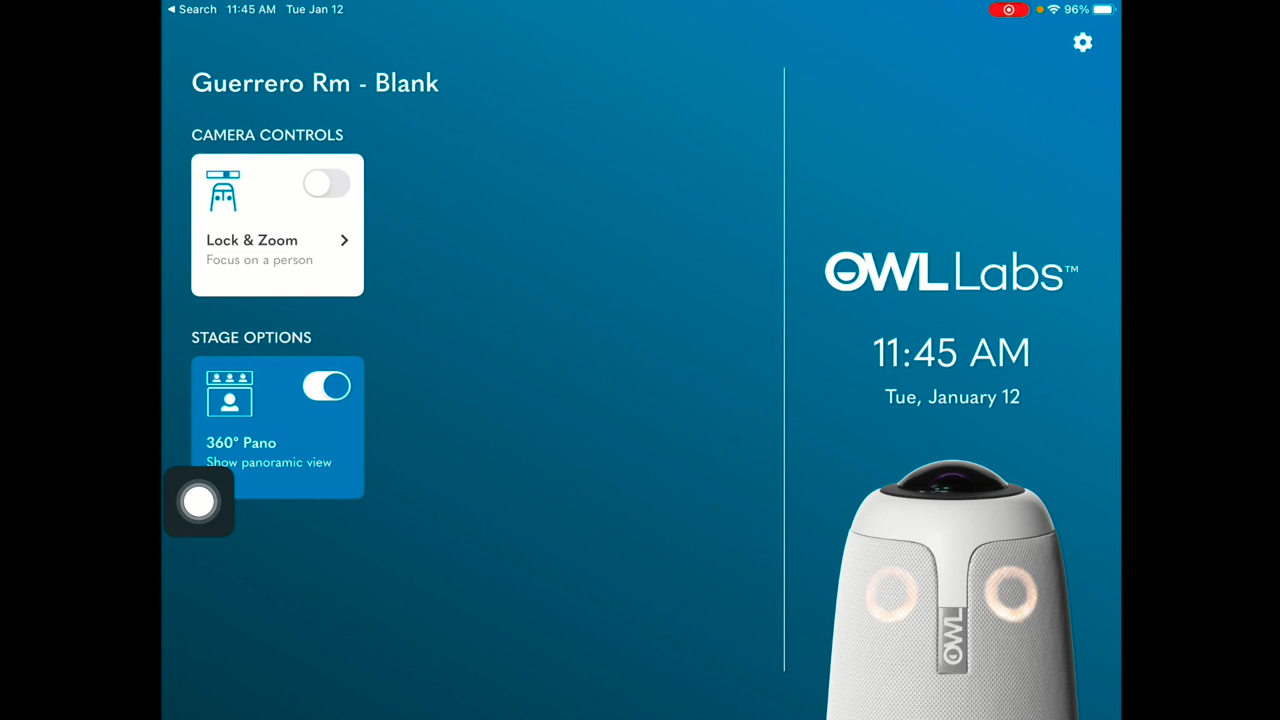 Search 11:45 AM Tue Jan 12
96%
Guerrero Rm - Blank
CAMERA CONTROLS
Lock & Zoom
Focus on a person
STAGE OPTIONS
360° Pano
Show panoramic view
OWL Labs™
11:45 AM
Tue, January 12
OWL